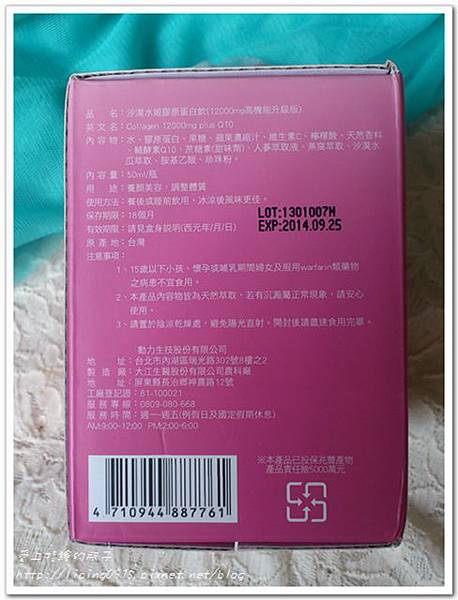 品　　名：沙漠水姬膠原蛋白飲(12000mg高機能升級版)
英 文 名：Collagen 12000mg plus Q10
內 容 物：水、膠原蛋白、果糖、蘋果濃縮汁、維生素C、檸檬酸、天然香料
、輔酵素Q10、蔗糖素(甜味劑)、人蔘萃取液、燕窩萃取、沙漠水
瓜萃取、胺基乙酸、珍珠粉。
內 容 量：50ml/瓶
用　　途：養顏美容，調整體質
使用方法：餐後或睡前飲用，冰涼後風味更佳。
保存期限：18個月
有效期限：請見盒身說明(西元年/月/日)
原 產 地：台灣
LOT:1301007M
EXP:2014.09.25
注意事項：
1、15歲以下小孩、懷孕或哺乳期間婦女及服用warfarin類藥物
之病患不宜食用。
2、本產品內容物皆為天然萃取，若有沉澱屬正常現象，請安心
使用。
3、請置於陰涼乾燥處，避免陽光直射。開封後請盡速食用完畢。
動力生技股份有限公司
地　　址：台北市內湖區瑞光路302號8樓之2
製 造 廠：大江生醫股份有限公司農科廠
地　　址：屏東縣長治鄉神農路12號
工廠登記證：81-100021
服 務 專 線：0809-080-668
服 務 時 間：週一-週五(例假日及國定假期休息)
AM:9:00-12:00 PM:2:00-6:00
※本產品已投保兆豐產物
產品責任險5000萬元
4 710944 887761
http://liping0915.pixnet.net/blog